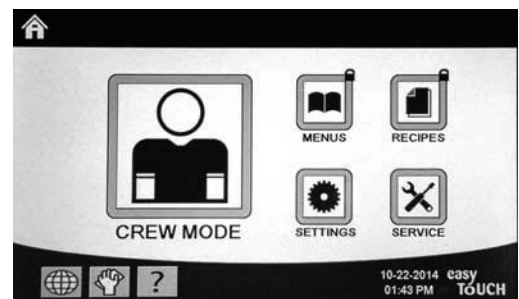 MENUS
RECIPES
CREW MODE
SETTINGS
SERVICE
?
10-22-2014
01:43 PM
easy
ToUCH